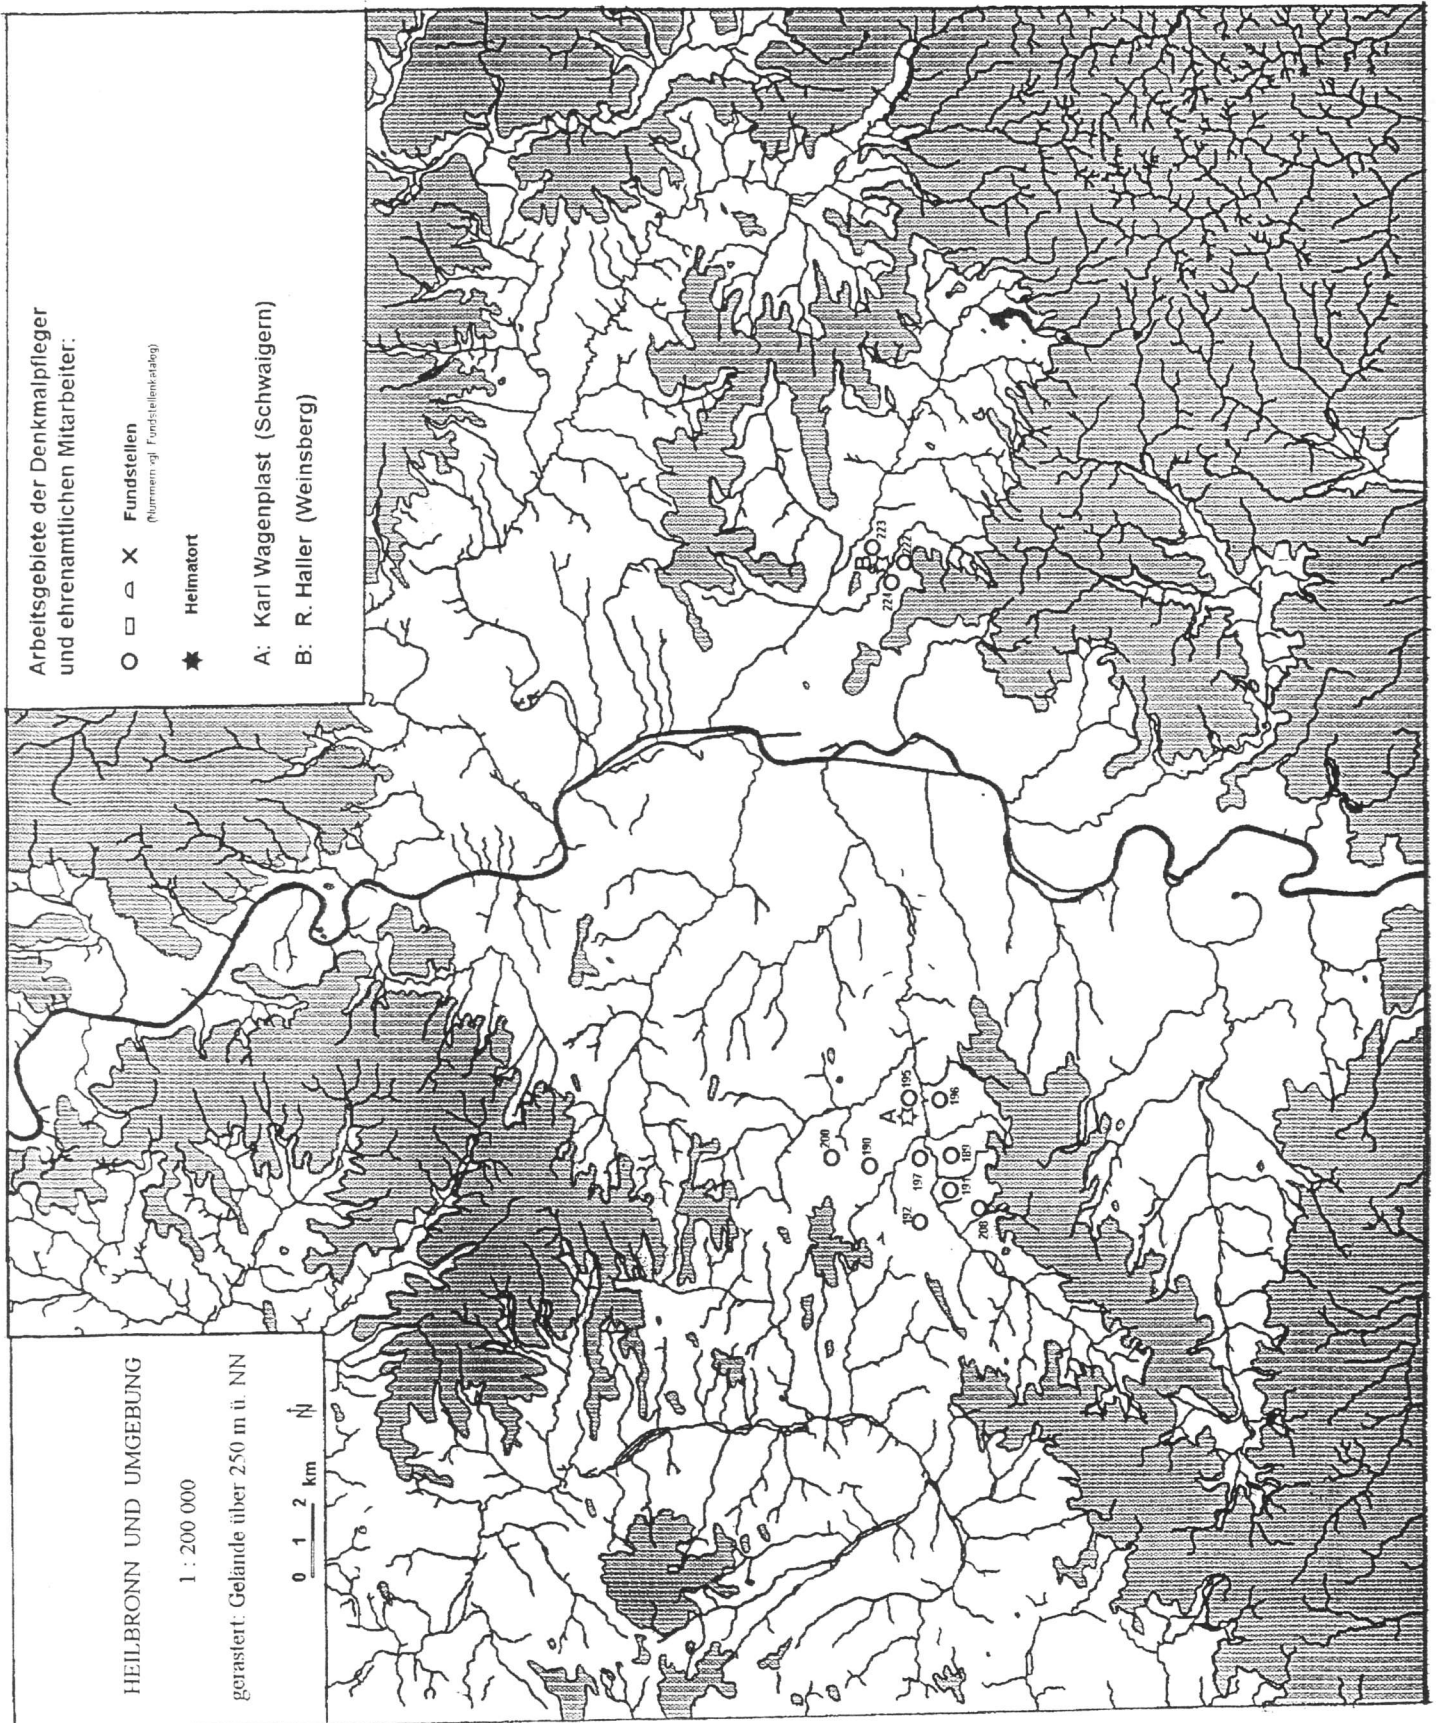 HEILBRONN UND UMGEBUNG
1 : 200 000
0 1 2 km
N
gerastert: Gelände über 250 m ü. NN
Arbeitsgebiete der Denkmalpfleger
und ehrenamtlichen Mitarbeiter:
Fundstellen
(Nummern vgl. Fundstellenkatalog)
Heimatort
A: Karl Wagenplast (Schwaigern)
B: R. Haller (Weinsberg)
200
190
A
195
196
192
197
189
191
208
B
223
224
222